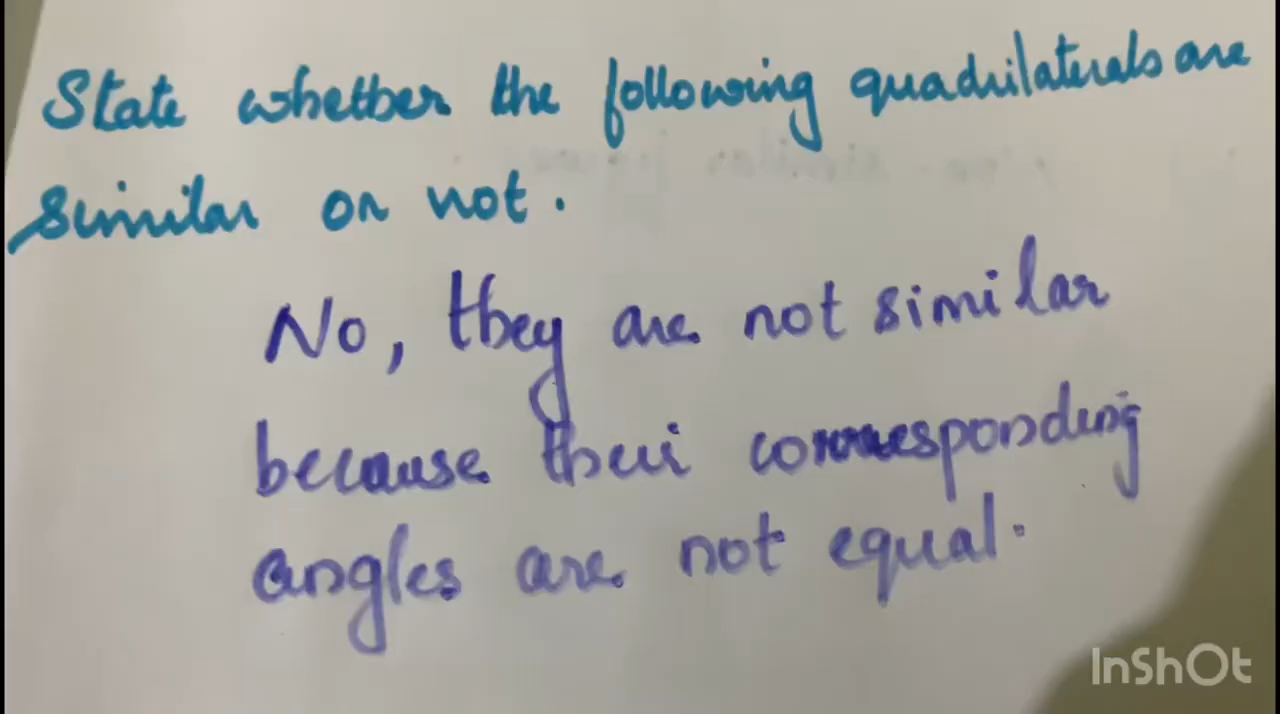 State whether the following quadrilaterals are
similar or not.
No, they are not similar
because their corresponding
angles are not equal.
InShOt